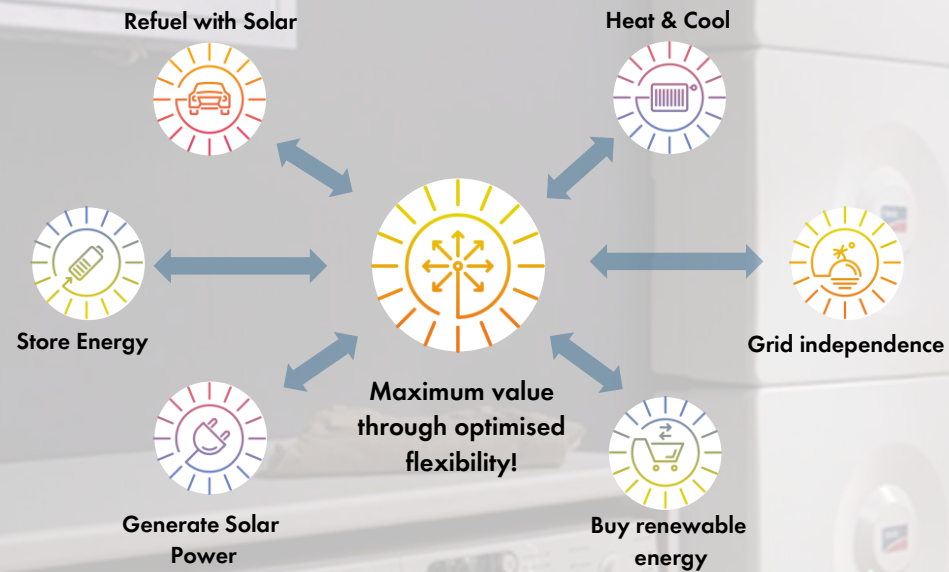 Refuel with Solar
Heat & Cool
Store Energy
Grid independence
Maximum value
through optimised
flexibility!
Generate Solar
Power
Buy renewable
energy